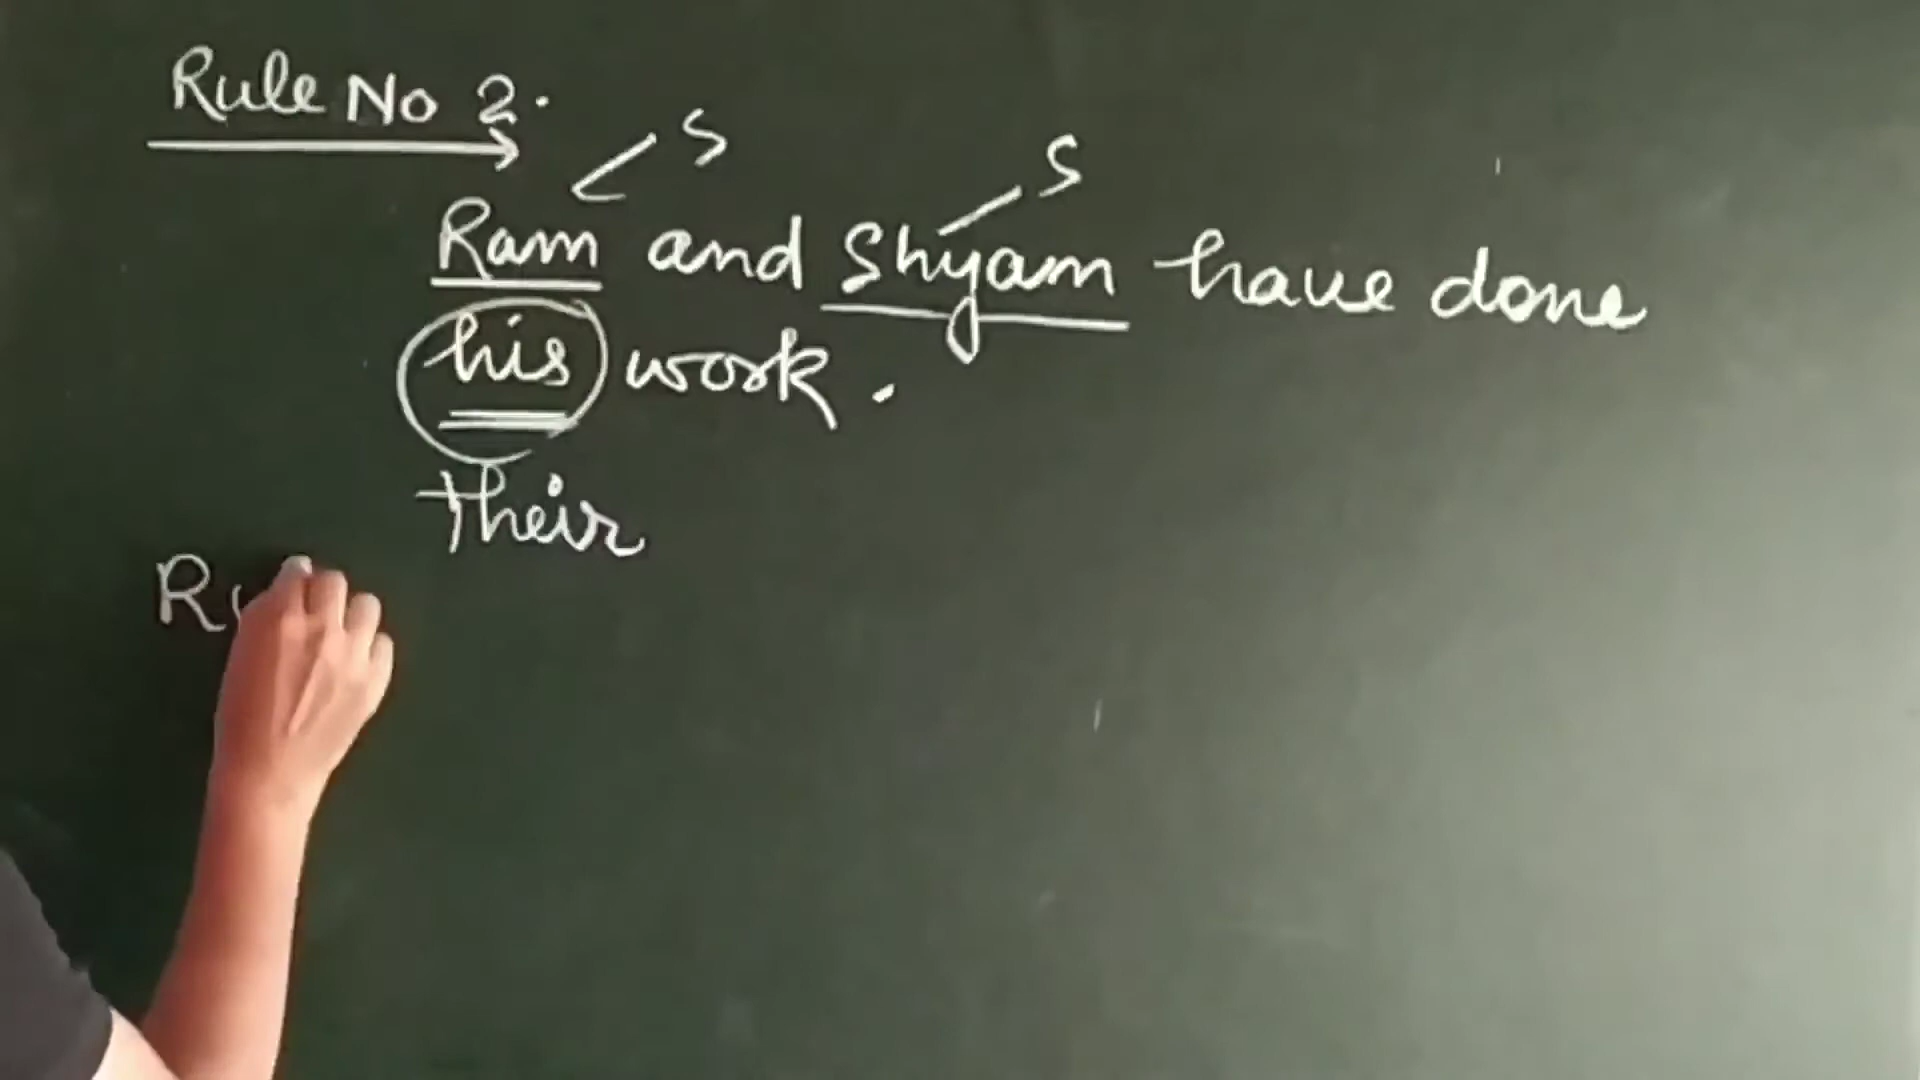 Rule No 2.
S S
Ram and Shyam have done
his work.
Their